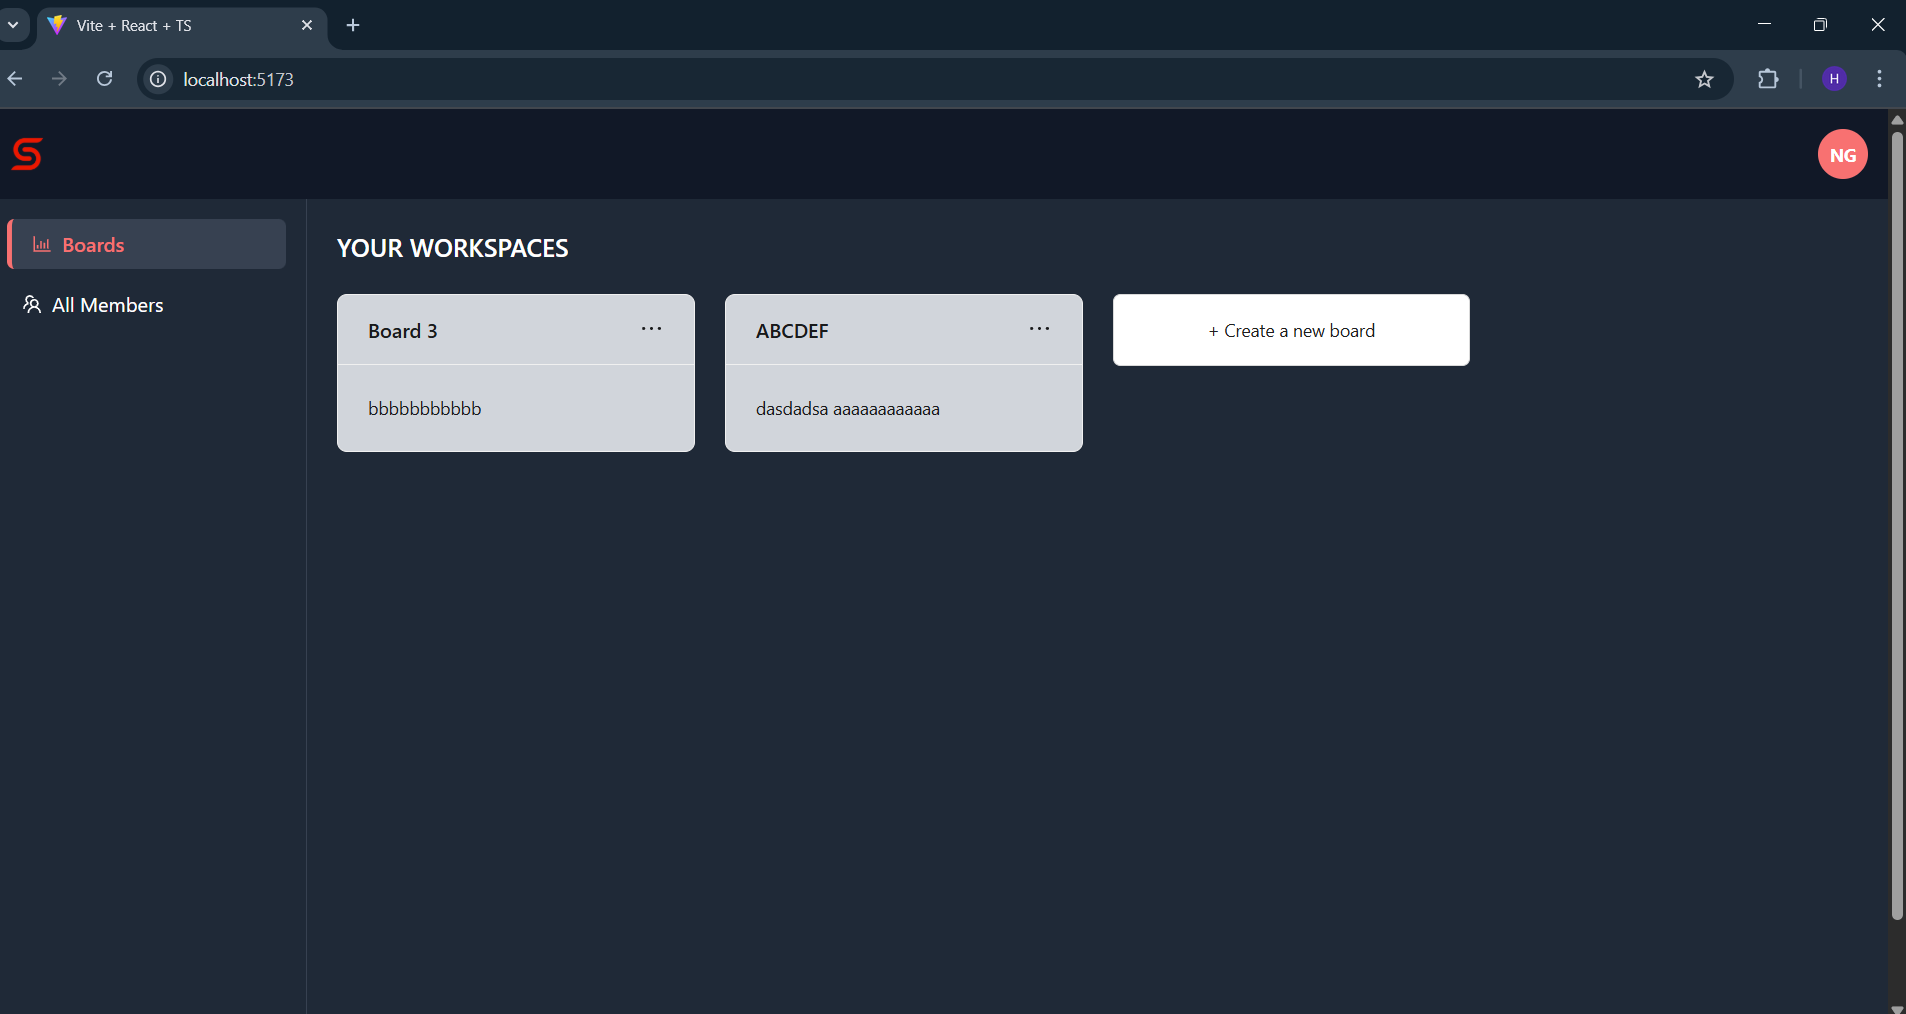 Vite + React + TS
localhost:5173
H
S
NG
Boards
All Members
YOUR WORKSPACES
Board 3 ...
bbbbbbbbbbb
ABCDEF ...
dasdadsa aaaaaaaaaaaa
+ Create a new board